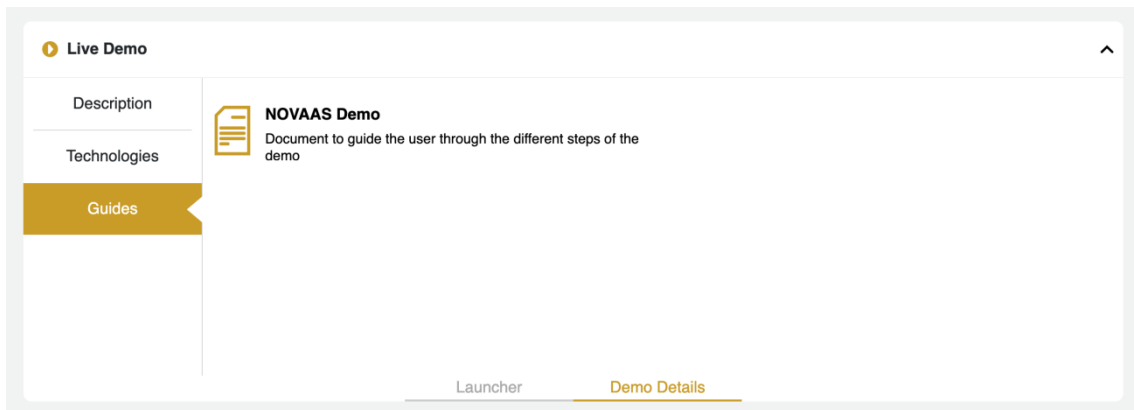 Live Demo
Description
Technologies
Guides
NOVAAS Demo
Document to guide the user through the different steps of the
demo
Launcher
Demo Details